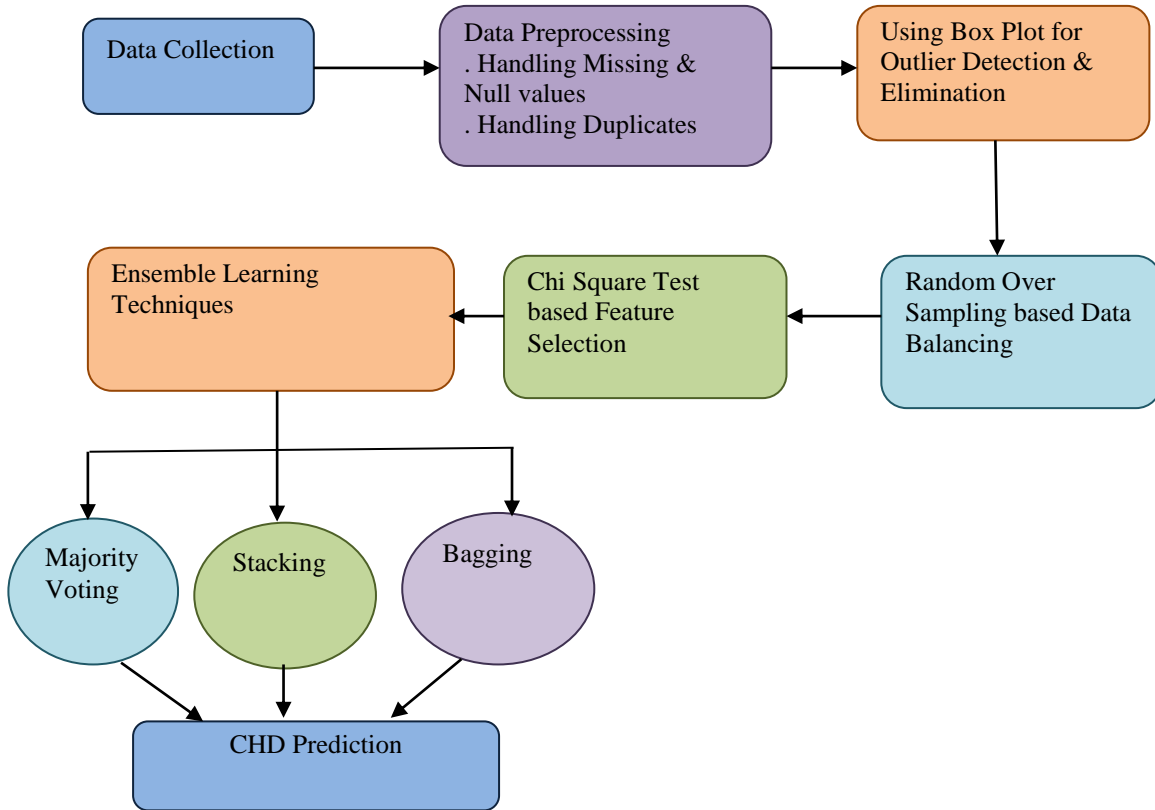 Data Collection
Data Preprocessing
. Handling Missing &
Null values
. Handling Duplicates
Using Box Plot for
Outlier Detection &
Elimination
Random Over
Sampling based Data
Balancing
Chi Square Test
based Feature
Selection
Ensemble Learning
Techniques
Majority
Voting
Stacking
Bagging
CHD Prediction